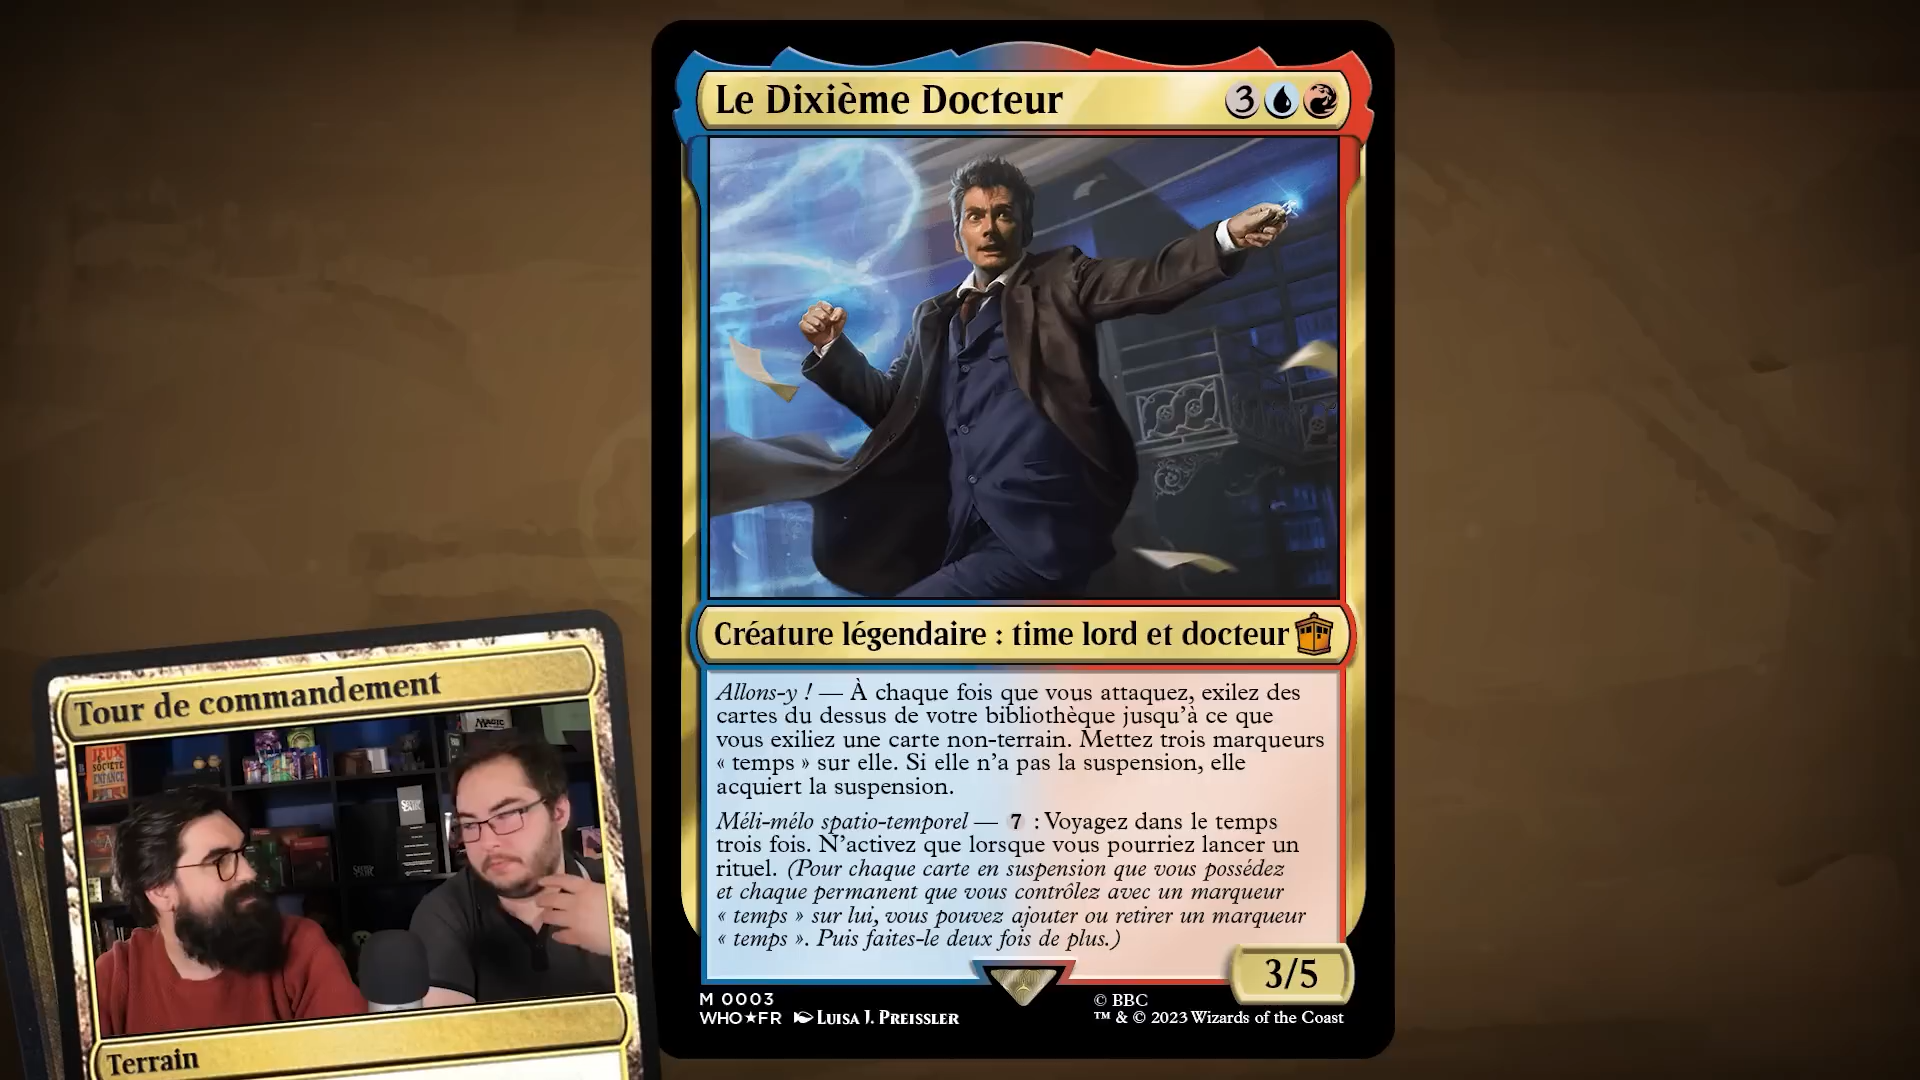 Le Dixième Docteur
3
Créature légendaire : time lord et docteur
Allons-y ! — À chaque fois que vous attaquez, exilez des
cartes du dessus de votre bibliothèque jusqu'à ce que
vous exiliez une carte non-terrain. Mettez trois marqueurs
« temps » sur elle. Si elle n'a pas la suspension, elle
acquiert la suspension.
Méli-mélo spatio-temporel — 7 : Voyagez dans le temps
trois fois. N'activez que lorsque vous pourriez lancer un
rituel. (Pour chaque carte en suspension que vous possédez
et chaque permanent que vous contrôlez avec un marqueur
« temps » sur lui, vous pouvez ajouter ou retirer un marqueur
« temps ». Puis faites-le deux fois de plus.)
3/5
M 0003
WHO★FR LUISA J. PREISSLER
© BBC
™ & © 2023 Wizards of the Coast
Tour de commandement
MAGIC
JEUX
SOCIÉTÉ
ENFANCE
Terrain